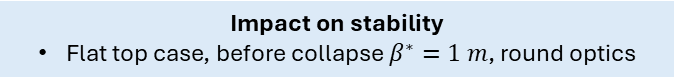 Impact on stability
• Flat top case, before collapse β* = 1 m, round optics